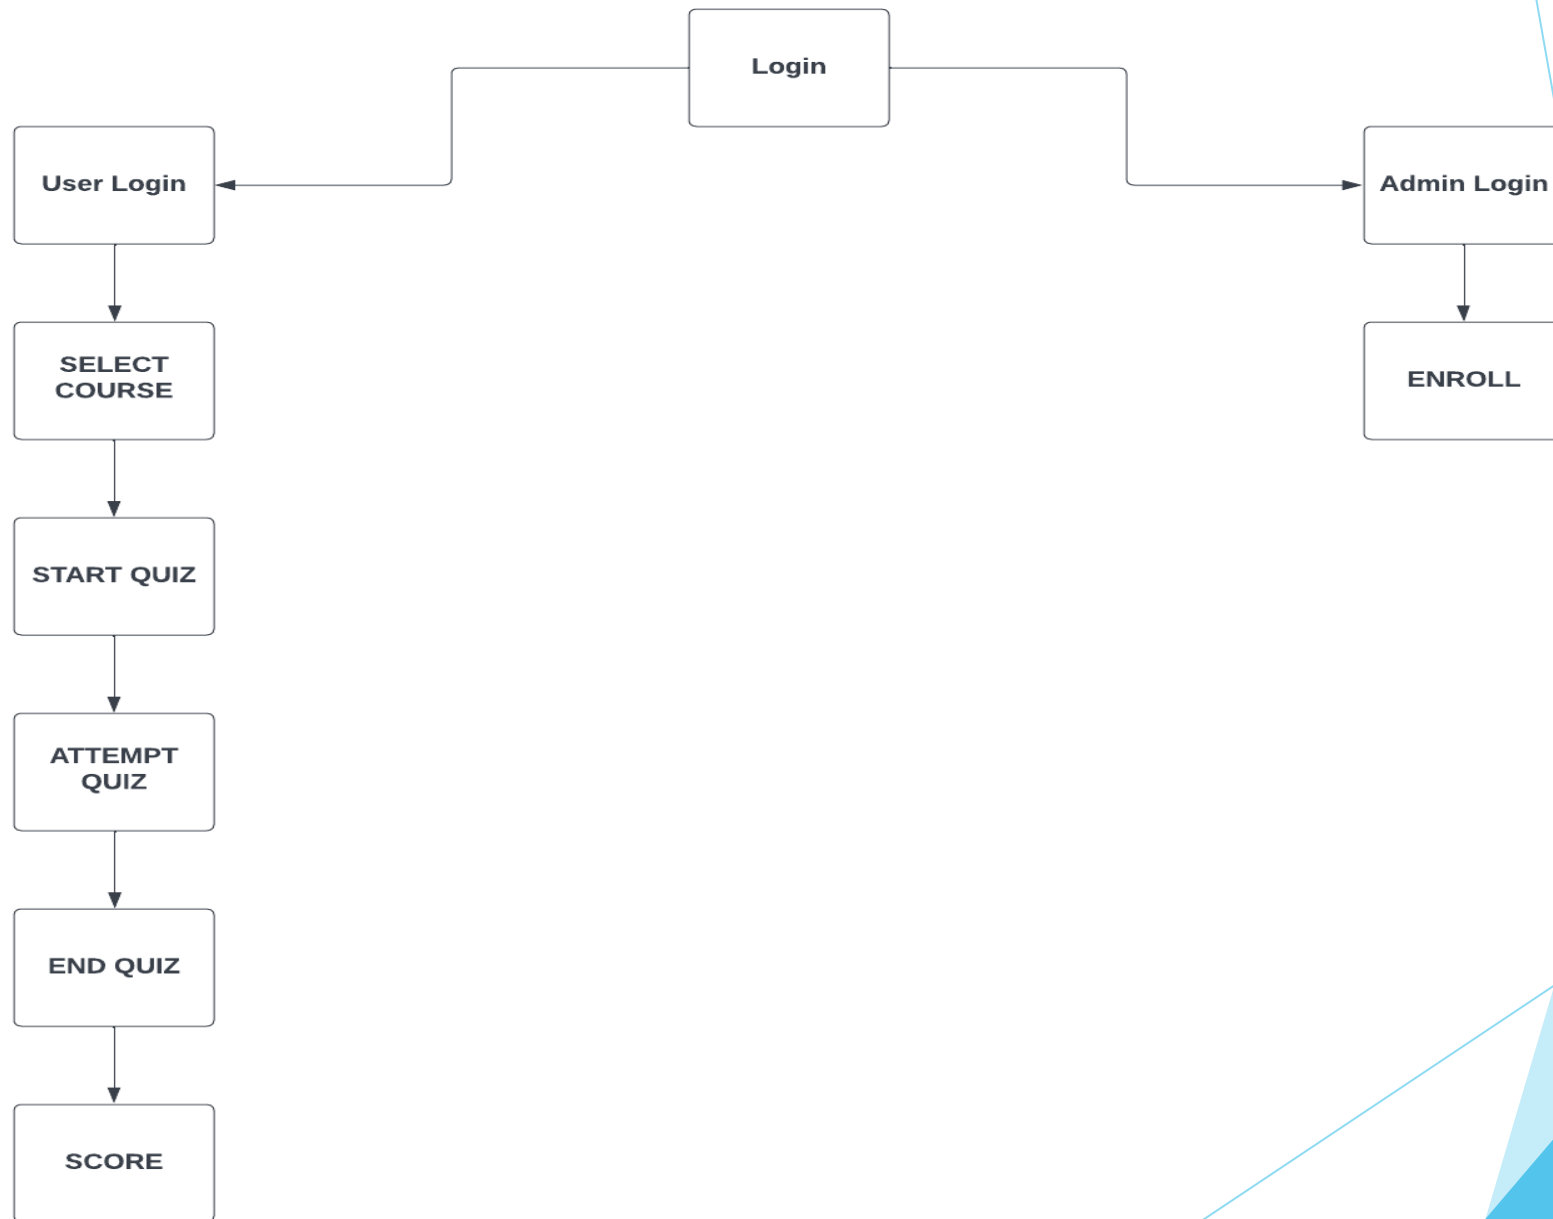 Login
User Login
Admin Login
SELECT
COURSE
ENROLL
START QUIZ
ATTEMPT
QUIZ
END QUIZ
SCORE